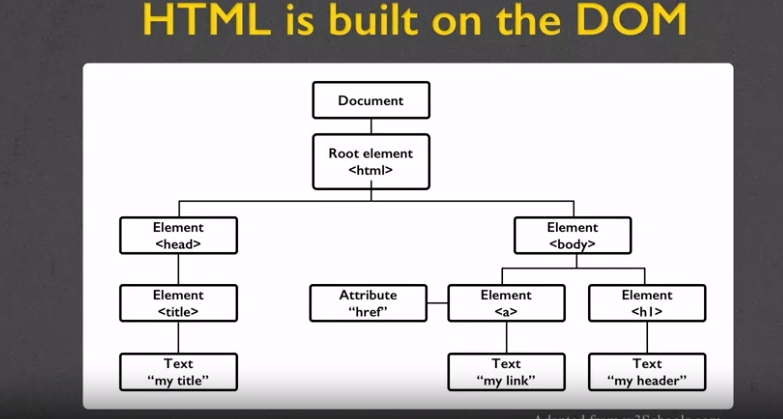 HTML is built on the DOM
Document
Root element
<html>
Element
<head>
Element
<body>
Element
<title>
Attribute
“href”
Element
<a>
Element
<h1>
Text
“my title”
Text
“my link”
Text
“my header”
Adapted from w3Schools.com